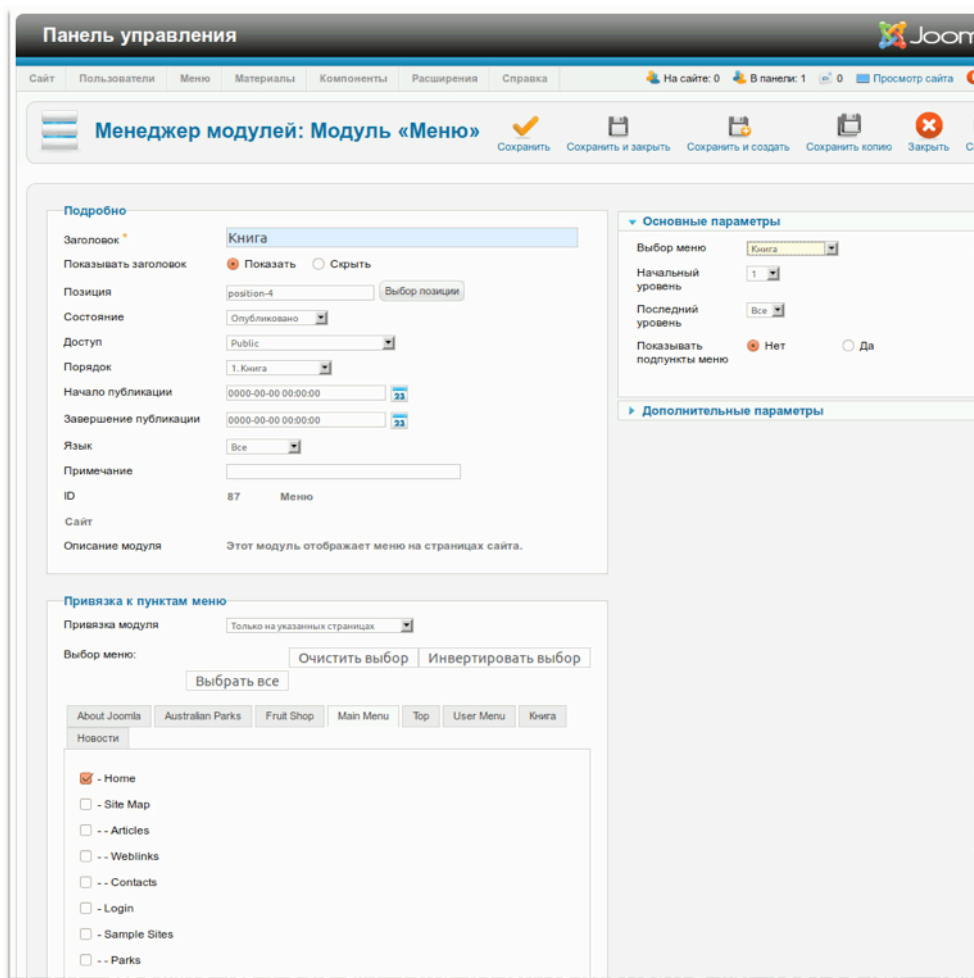 Панель управления
Joom
Сайт Пользователи Меню Материалы Компоненты Расширения Справка На сайте: 0 В панели: 1 0 Просмотр сайта
Менеджер модулей: Модуль «Меню» Сохранить Сохранить и закрыть Сохранить и создать Сохранить копию Закрыть С
Подробно
Заголовок * Книга
Показывать заголовок Показать Скрыть
Позиция position-4 Выбор позиции
Состояние Опубликовано
Доступ Public
Порядок 1. Книга
Начало публикации 0000-00-00 00:00:00 23
Завершение публикации 0000-00-00 00:00:00 23
Язык Все
Примечание
ID 87 Меню
Сайт
Описание модуля Этот модуль отображает меню на страницах сайта.
Основные параметры
Выбор меню Книга
Начальный уровень 1
Последний уровень Все
Показывать подпункты меню Нет Да
Дополнительные параметры
Привязка к пунктам меню
Привязка модуля Только на указанных страницах
Выбор меню: Очистить выбор Инвертировать выбор
Выбрать все
About Joomla Australian Parks Fruit Shop Main Menu Top User Menu Книга
Новости
- Home
- Site Map
- - Articles
- - Weblinks
- - Contacts
- Login
- Sample Sites
- - Parks